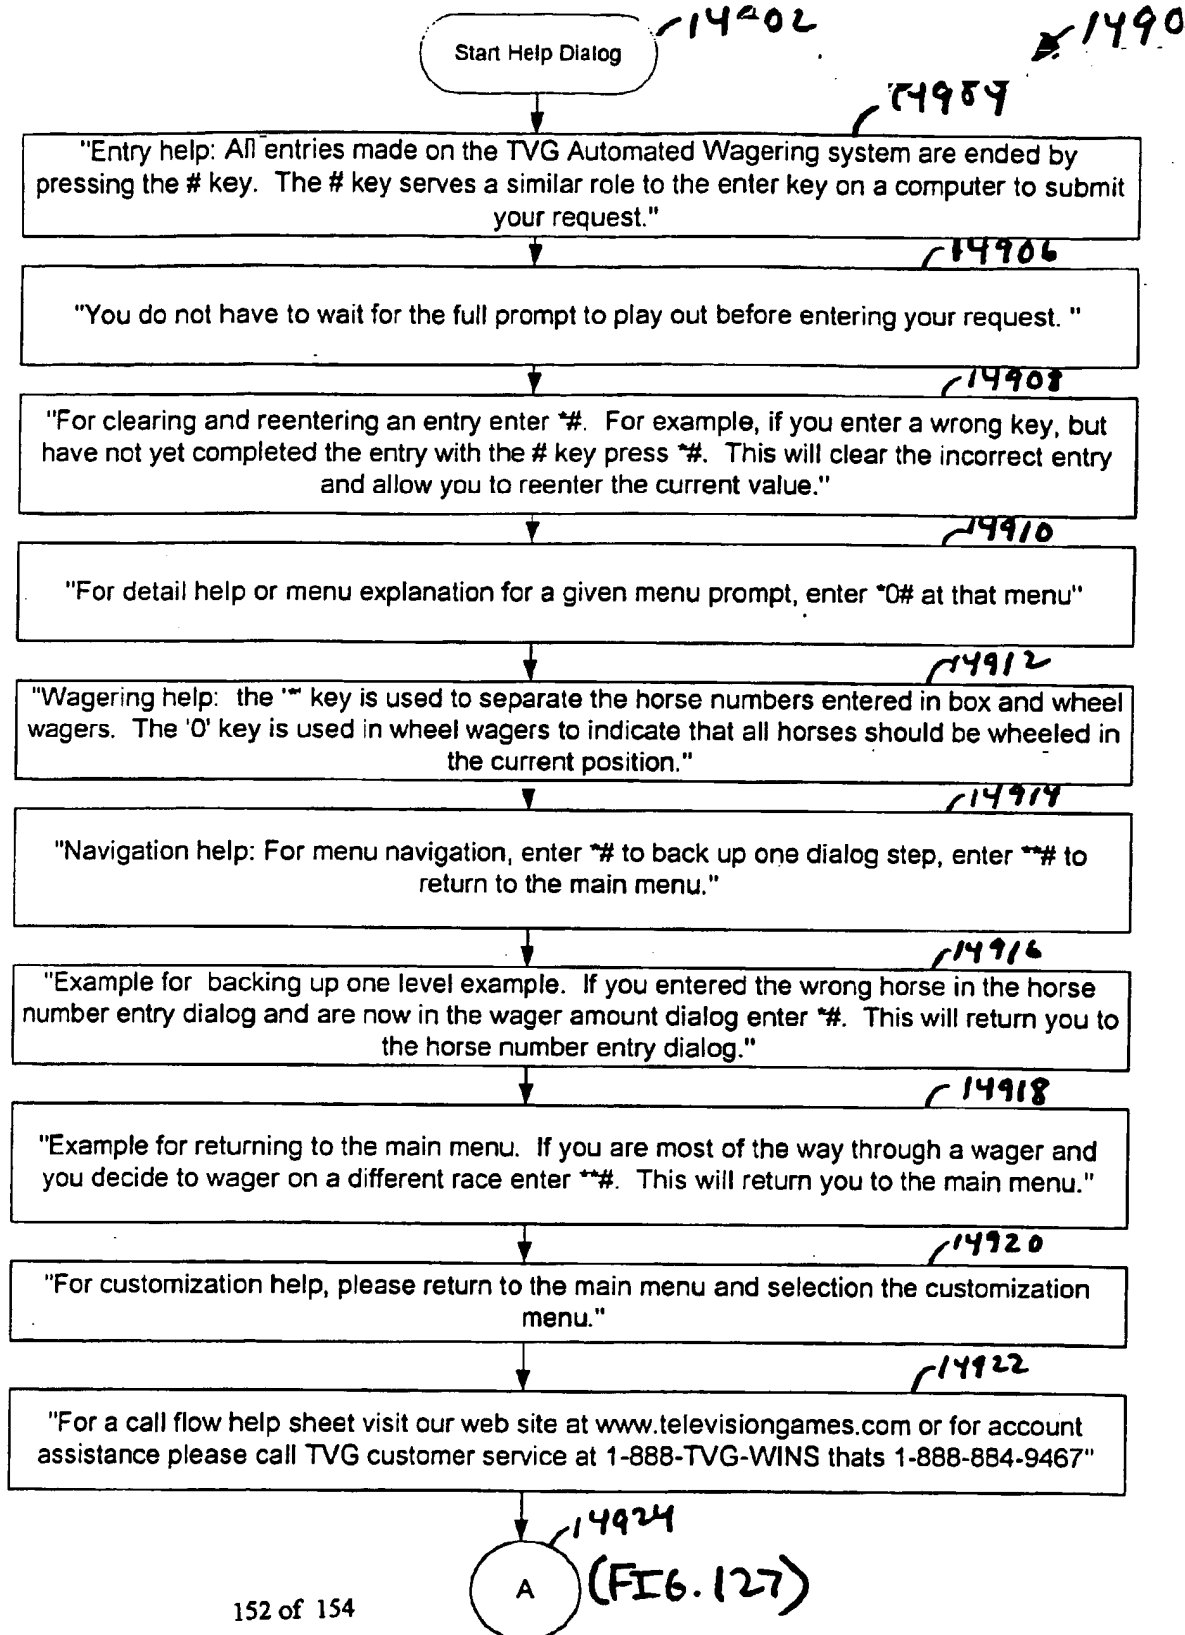 14902
1490
Start Help Dialog
14904
"Entry help: All entries made on the TVG Automated Wagering system are ended by
pressing the # key. The # key serves a similar role to the enter key on a computer to submit
your request."
14906
"You do not have to wait for the full prompt to play out before entering your request. "
14908
"For clearing and reentering an entry enter *#. For example, if you enter a wrong key, but
have not yet completed the entry with the # key press *#. This will clear the incorrect entry
and allow you to reenter the current value."
14910
"For detail help or menu explanation for a given menu prompt, enter *0# at that menu"
14912
"Wagering help: the '*' key is used to separate the horse numbers entered in box and wheel
wagers. The '0' key is used in wheel wagers to indicate that all horses should be wheeled in
the current position."
14914
"Navigation help: For menu navigation, enter *# to back up one dialog step, enter **# to
return to the main menu."
14916
"Example for backing up one level example. If you entered the wrong horse in the horse
number entry dialog and are now in the wager amount dialog enter *#. This will return you to
the horse number entry dialog."
14918
"Example for returning to the main menu. If you are most of the way through a wager and
you decide to wager on a different race enter **#. This will return you to the main menu."
14920
"For customization help, please return to the main menu and selection the customization
menu."
14922
"For a call flow help sheet visit our web site at www.televisiongames.com or for account
assistance please call TVG customer service at 1-888-TVG-WINS thats 1-888-884-9467"
14924
A
(FIG. 127)
152 of 154